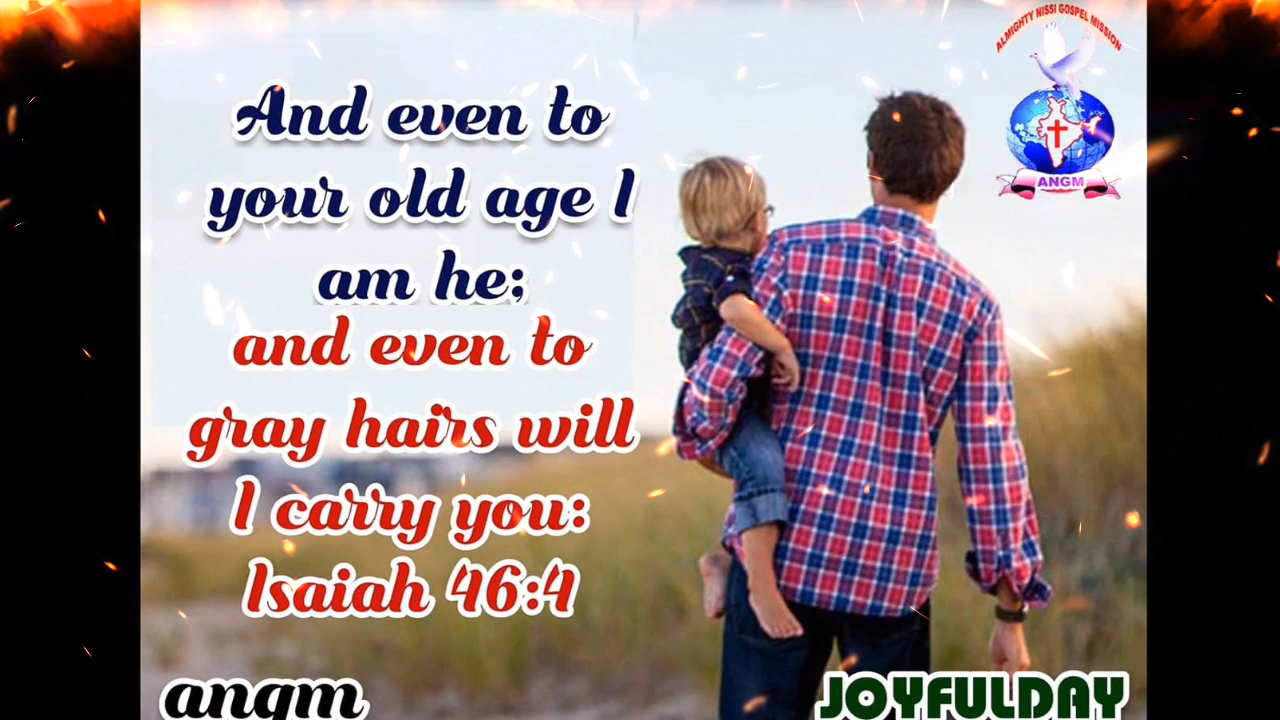 And even to
your old age I
am he;
and even to
gray hairs will
I carry you:
Isaiah 46:4
ALMIGHTY NISSI GOSPEL MISSION
ANGM
angm
JOYFULDAY